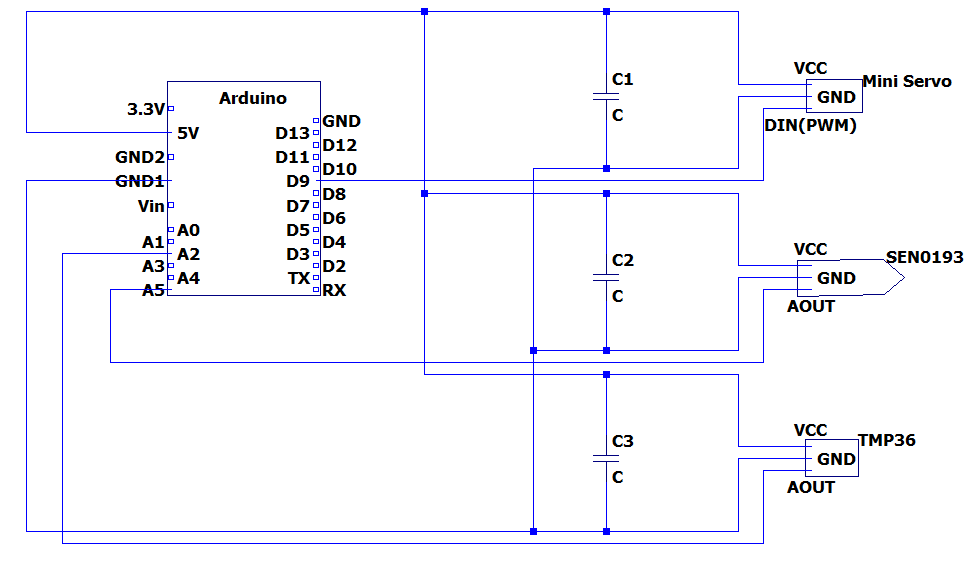 Arduino
3.3V
5V
GND2
GND1
Vin
A0
A1
A2
A3
A4
A5
GND
D13
D12
D11
D10
D9
D8
D7
D6
D5
D4
D3
D2
TX
RX
C1
C
VCC
Mini Servo
GND
DIN(PWM)
C2
C
VCC
SEN0193
GND
AOUT
C3
C
VCC
TMP36
GND
AOUT